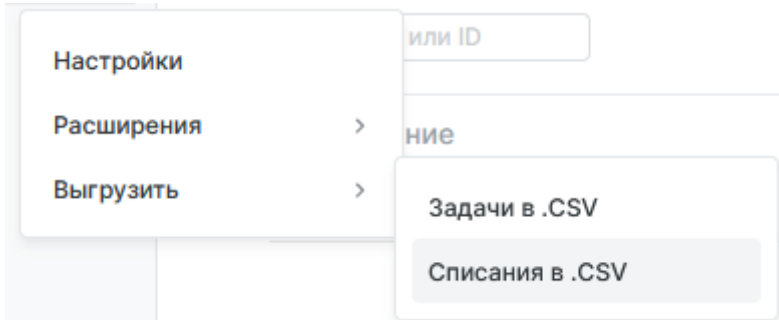 или ID
Настройки
Расширения
ние
Выгрузить
Задачи в .CSV
Списания в .CSV